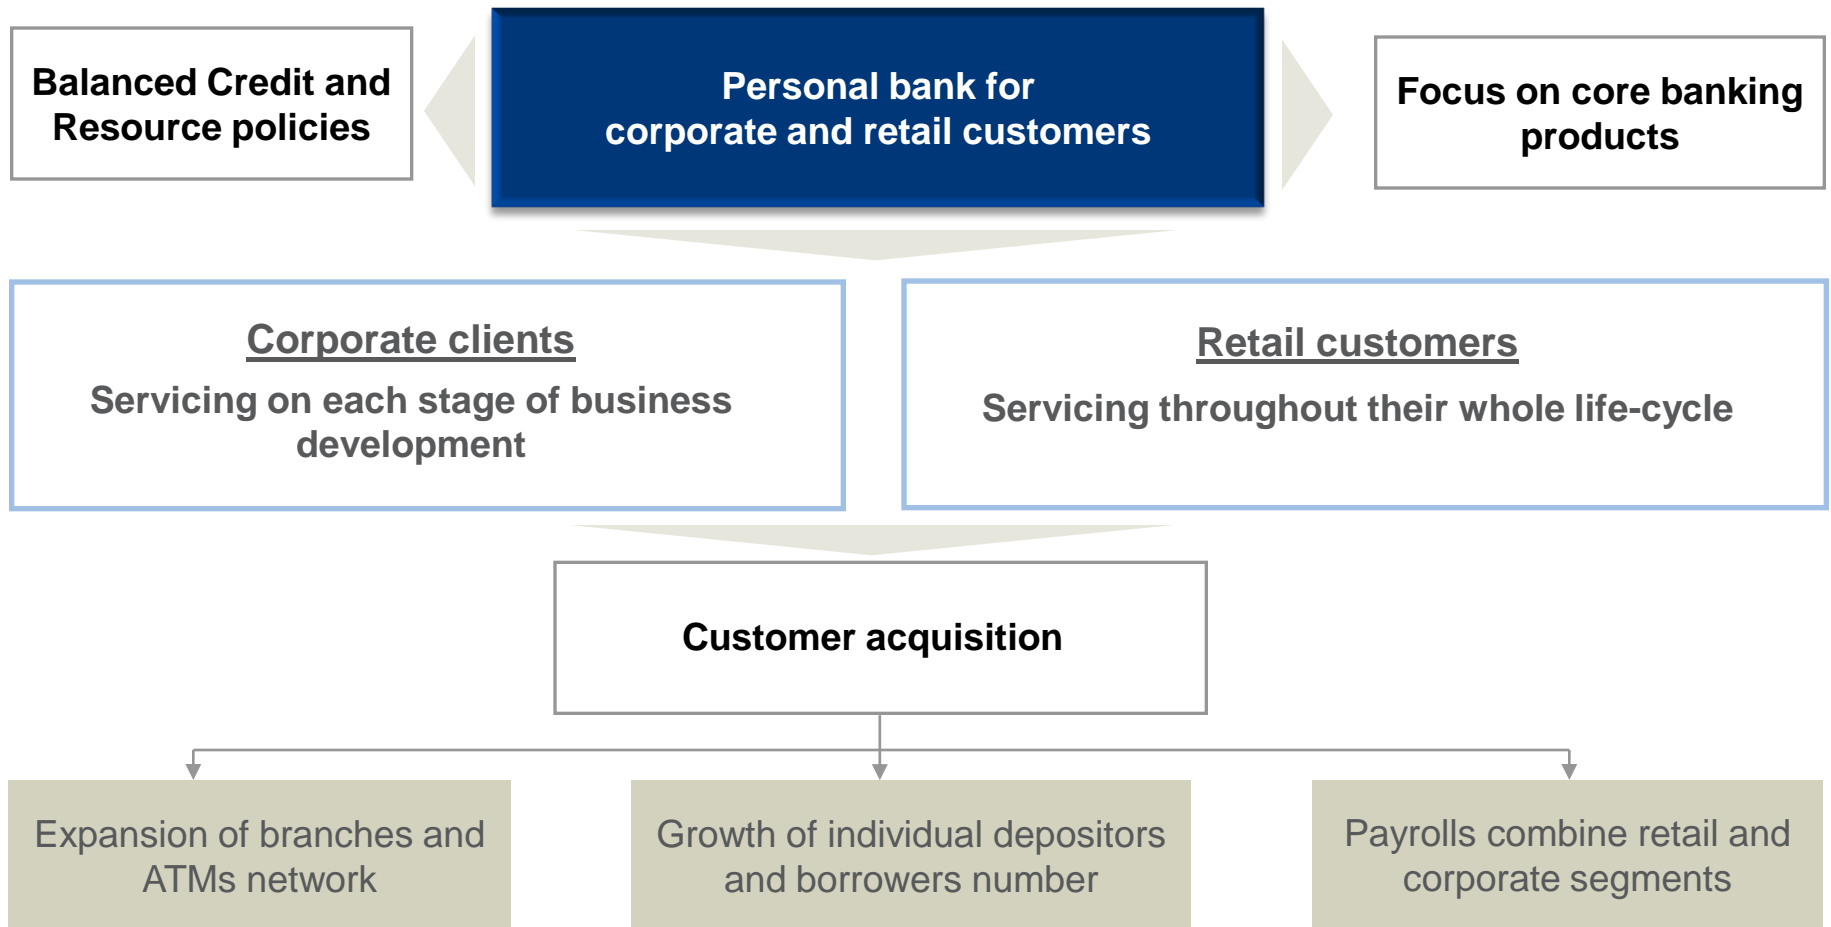 Balanced Credit and
Resource policies
Personal bank for
corporate and retail customers
Focus on core banking
products
Corporate clients
Servicing on each stage of business
development
Retail customers
Servicing throughout their whole life-cycle
Customer acquisition
Expansion of branches and
ATMs network
Growth of individual depositors
and borrowers number
Payrolls combine retail and
corporate segments